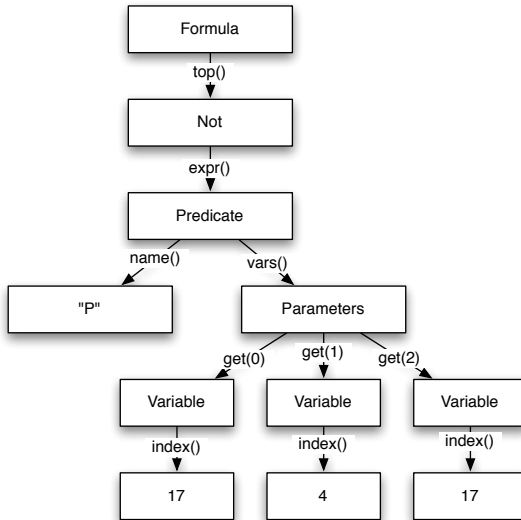 Formula
top()
Not
expr()
Predicate
name() vars()
"P" Parameters
get(0) get(1) get(2)
Variable Variable Variable
index() index() index()
17 4 17